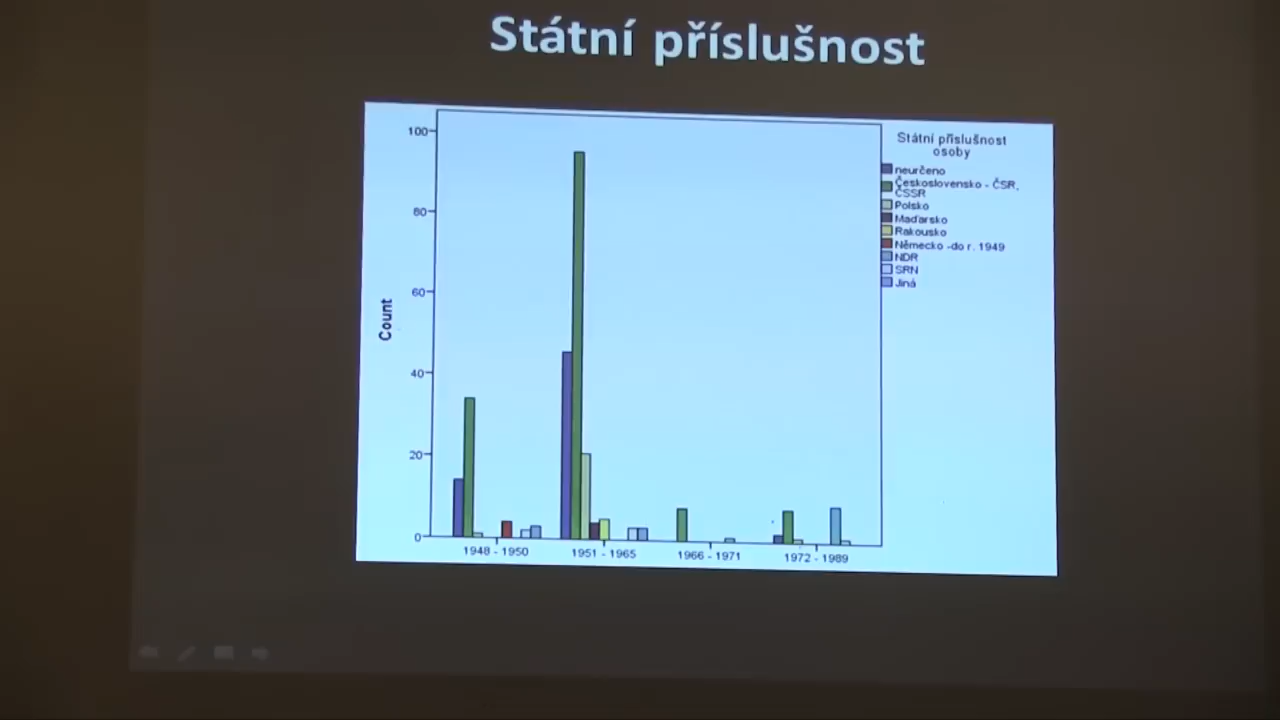 Státní příslušnost
100
80
60
40
20
0
Count
1948 - 1950
1951 - 1965
1966 - 1971
1972 - 1989
Státní příslušnost
osoby
neurčeno
Československo - ČSR,
ČSSR
Polsko
Maďarsko
Rakousko
Německo -do r. 1949
NDR
SRN
Jiná